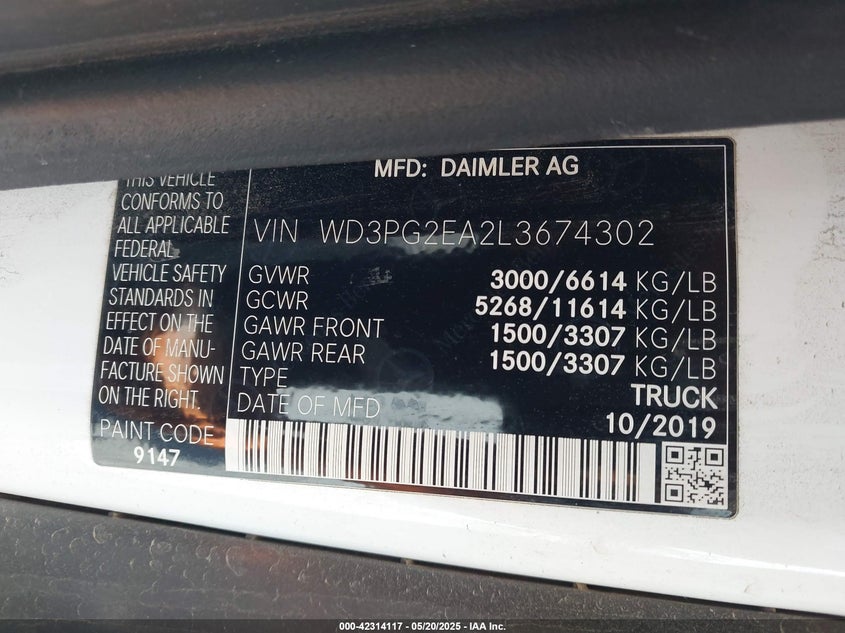 MFD: DAIMLER AG
THIS VEHICLE
CONFORMS TO
ALL APPLICABLE
FEDERAL
VEHICLE SAFETY
STANDARDS IN
EFFECT ON THE
DATE OF MANU-
FACTURE SHOWN
ON THE RIGHT.
PAINT CODE
9147
VIN WD3PG2EA2L3674302
GVWR 3000/6614 KG/LB
GCWR 5268/11614 KG/LB
GAWR FRONT 1500/3307 KG/LB
GAWR REAR 1500/3307 KG/LB
TYPE TRUCK
DATE OF MFD 10/2019
000-42314117 — 05/20/2025 — IAA Inc.